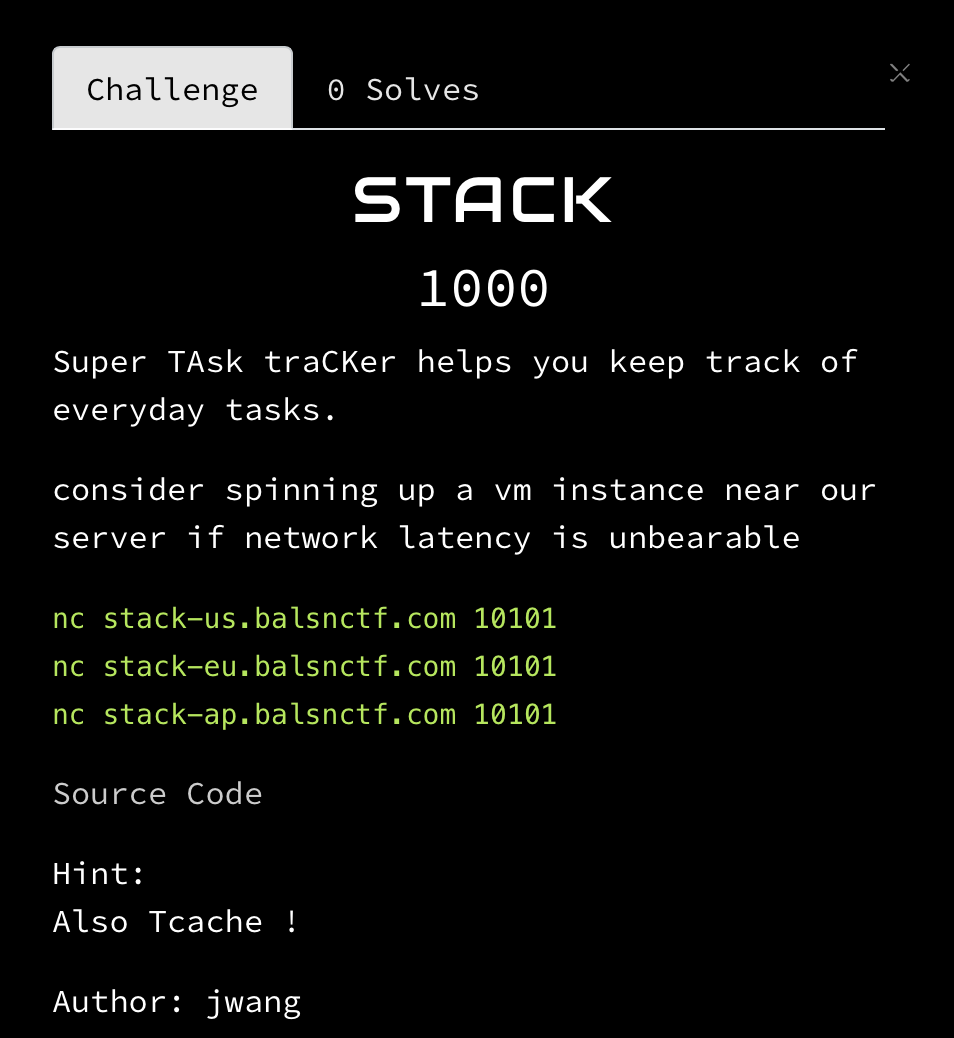 Challenge
0 Solves
STACK
1000
Super TAsk traCKer helps you keep track of
everyday tasks.
consider spinning up a vm instance near our
server if network latency is unbearable
nc stack-us.balsnctf.com 10101
nc stack-eu.balsnctf.com 10101
nc stack-ap.balsnctf.com 10101
Source Code
Hint:
Also Tcache !
Author: jwang